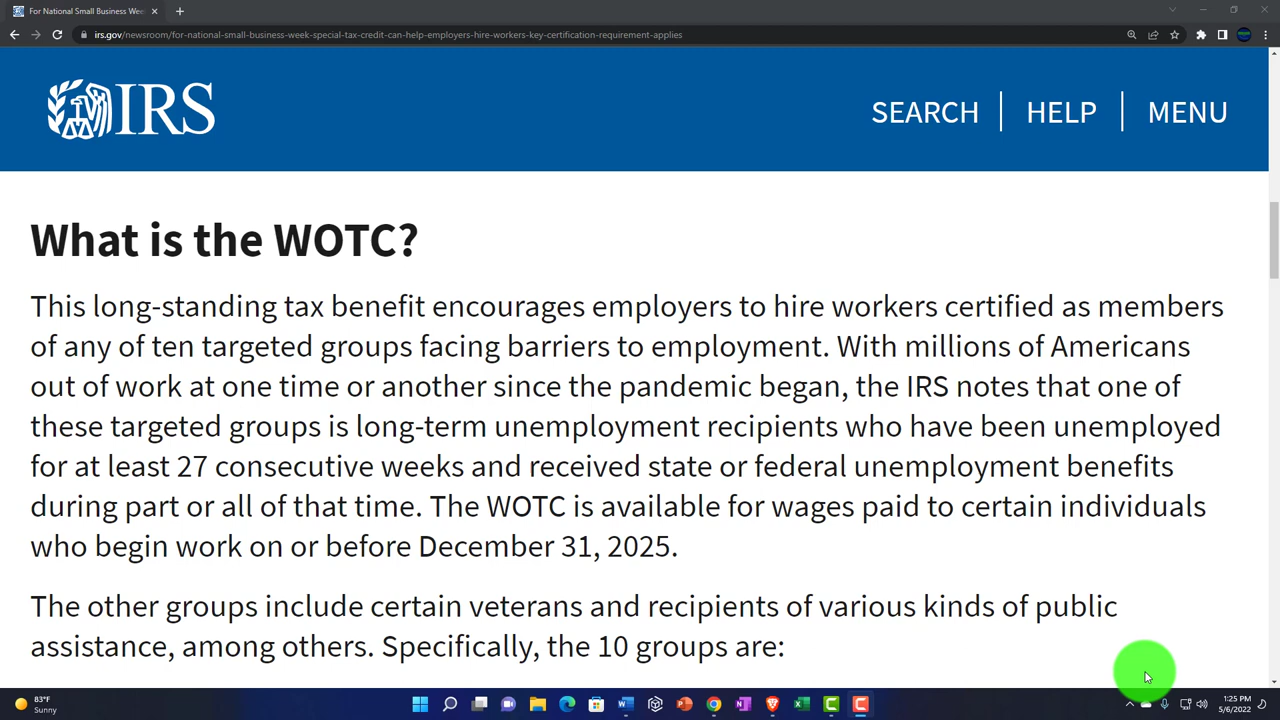 For National Small Business Wee
irs.gov/newsroom/for-national-small-business-week-special-tax-credit-can-help-employers-hire-workers-key-certification-requirement-applies
IRS
SEARCH
HELP
MENU
What is the WOTC?
This long-standing tax benefit encourages employers to hire workers certified as members
of any of ten targeted groups facing barriers to employment. With millions of Americans
out of work at one time or another since the pandemic began, the IRS notes that one of
these targeted groups is long-term unemployment recipients who have been unemployed
for at least 27 consecutive weeks and received state or federal unemployment benefits
during part or all of that time. The WOTC is available for wages paid to certain individuals
who begin work on or before December 31, 2025.
The other groups include certain veterans and recipients of various kinds of public
assistance, among others. Specifically, the 10 groups are:
83°F
Sunny
1:25 PM
5/6/2022